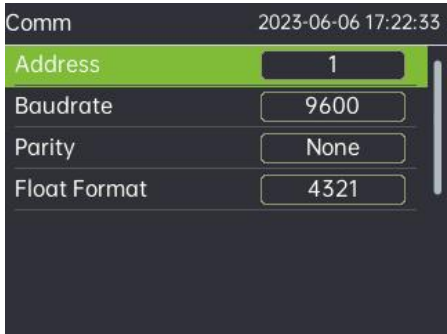 Comm 2023-06-06 17:22:33
Address 1
Baudrate 9600
Parity None
Float Format 4321